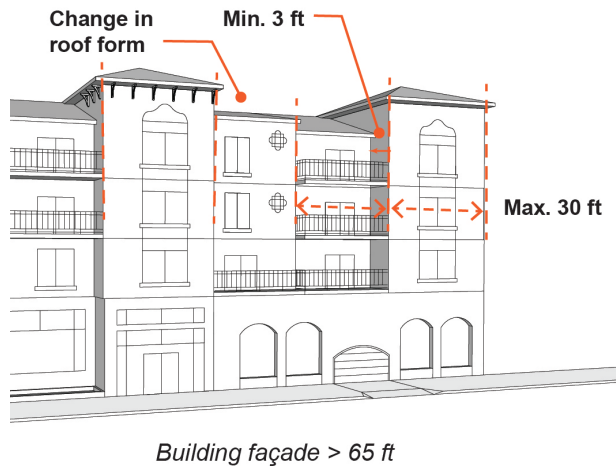 Change in
roof form
Min. 3 ft
Max. 30 ft
Building façade > 65 ft